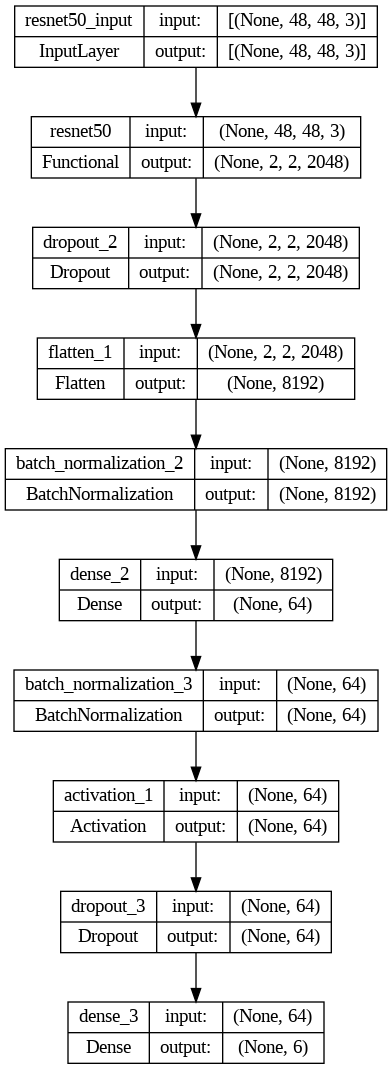 resnet50_input input: [(None, 48, 48, 3)]
InputLayer output: [(None, 48, 48, 3)]
resnet50 input: (None, 48, 48, 3)
Functional output: (None, 2, 2, 2048)
dropout_2 input: (None, 2, 2, 2048)
Dropout output: (None, 2, 2, 2048)
flatten_1 input: (None, 2, 2, 2048)
Flatten output: (None, 8192)
batch_normalization_2 input: (None, 8192)
BatchNormalization output: (None, 8192)
dense_2 input: (None, 8192)
Dense output: (None, 64)
batch_normalization_3 input: (None, 64)
BatchNormalization output: (None, 64)
activation_1 input: (None, 64)
Activation output: (None, 64)
dropout_3 input: (None, 64)
Dropout output: (None, 64)
dense_3 input: (None, 64)
Dense output: (None, 6)